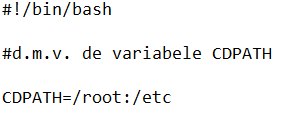 #!/bin/bash
#d.m.v. de variabele CDPATH
CDPATH=/root:/etc